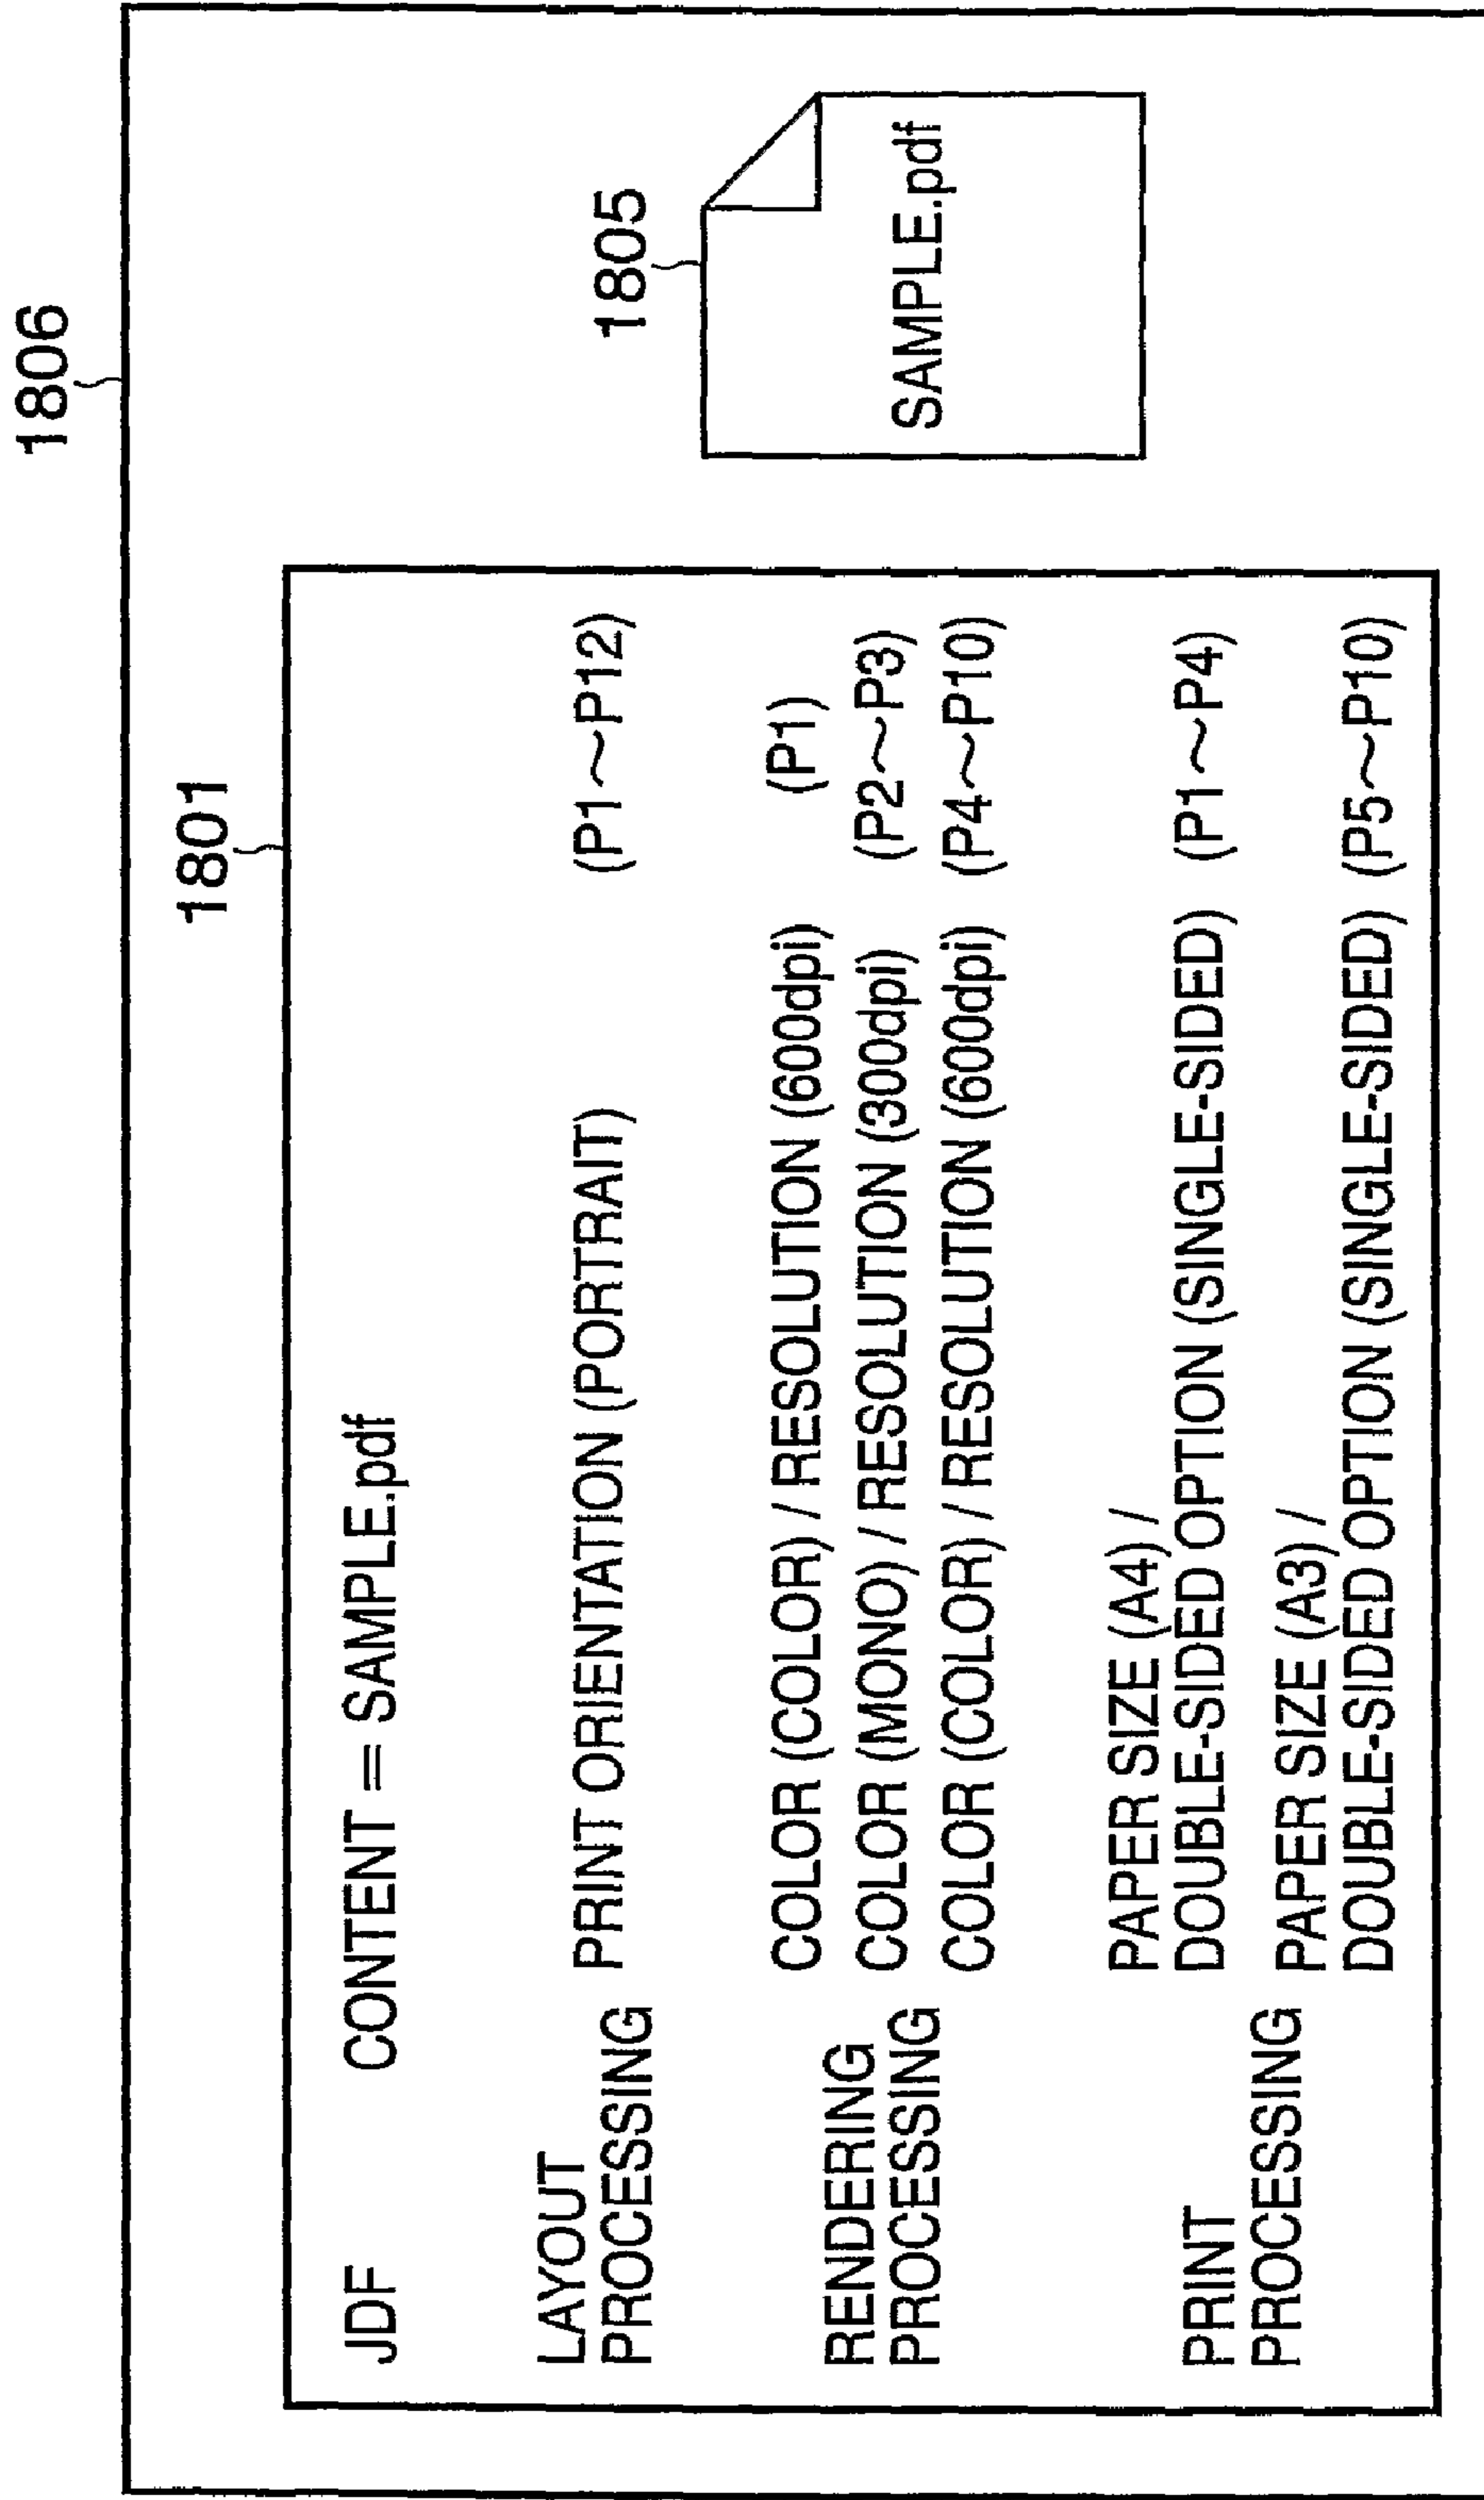 1806
1801
JDF CONTENT = SAMPLE.pdf
LAYOUT
PROCESSING
PRINT ORIENTATION (PORTRAIT) (P1~P12)
RENDERING
PROCESSING
COLOR (COLOR) / RESOLUTION (600dpi) (P1)
COLOR (MONO) / RESOLUTION (300dpi) (P2~P3)
COLOR (COLOR) / RESOLUTION (600dpi) (P4~P10)
PRINT
PROCESSING
PAPER SIZE (A4) /
DOUBLE-SIDED OPTION (SINGLE-SIDED) (P1~P4)
PAPER SIZE (A3) /
DOUBLE-SIDED OPTION (SINGLE-SIDED) (P5~P10)
1805
SAMPLE.pdf